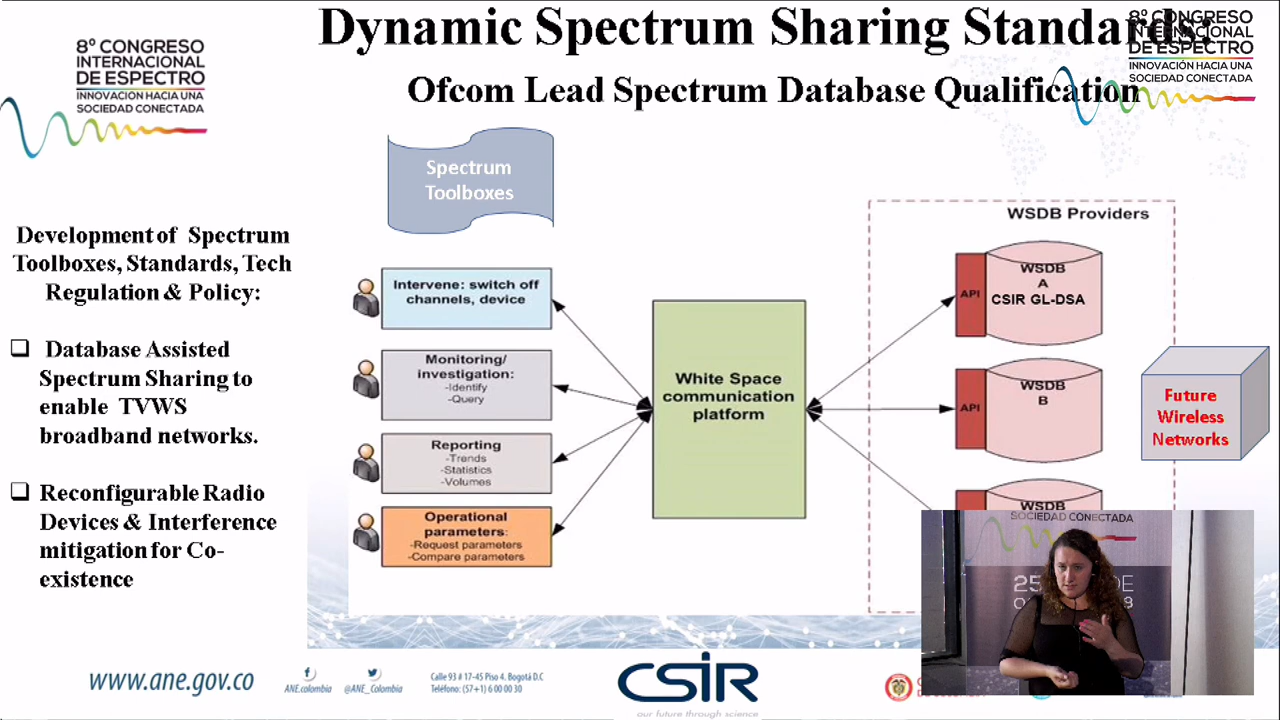 Dynamic Spectrum Sharing Standards:
Ofcom Lead Spectrum Database Qualification
8º CONGRESO
INTERNACIONAL
DE ESPECTRO
INNOVACIÓN HACIA UNA
SOCIEDAD CONECTADA
8º CONGRESO
INTERNACIONAL
DE ESPECTRO
INNOVACIÓN HACIA UNA
SOCIEDAD CONECTADA
Development of Spectrum
Toolboxes, Standards, Tech
Regulation & Policy:
Database Assisted
Spectrum Sharing to
enable TVWS
broadband networks.
Reconfigurable Radio
Devices & Interference
mitigation for Co-
existence
Spectrum
Toolboxes
Intervene: switch off
channels, device
Monitoring/
investigation:
-Identify
-Query
Reporting
-Trends
-Statistics
-Volumes
Operational
parameters:
-Request parameters
-Compare parameters
White Space
communication
platform
WSDB Providers
API
WSDB
A
CSIR GL-DSA
API
WSDB
B
WSDB
Future
Wireless
Networks
SOCIEDAD CONECTADA
25
DE
8
www.ane.gov.co
ANE.colombia
@ANE_Colombia
Calle 93 # 17-45 Piso 4. Bogotá D.C
Teléfono: (57+1) 6 00 00 30
CSIR
our future through science